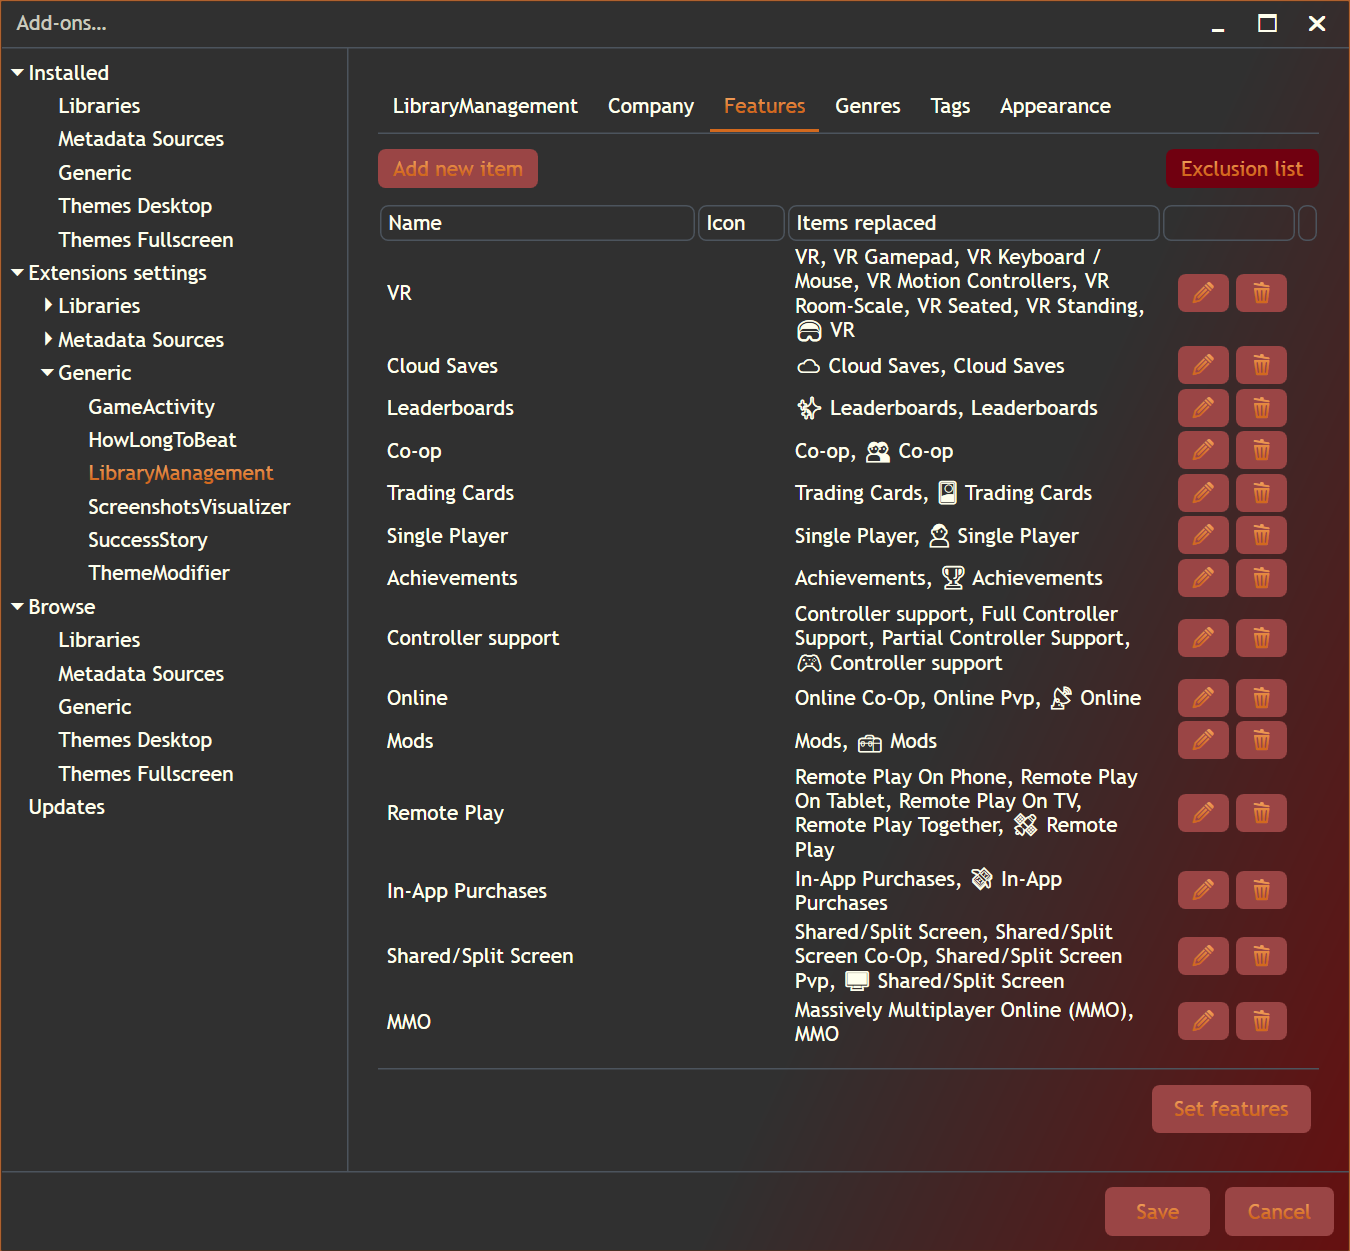 Add-ons...
Installed
Libraries
Metadata Sources
Generic
Themes Desktop
Themes Fullscreen
Extensions settings
Libraries
Metadata Sources
Generic
GameActivity
HowLongToBeat
LibraryManagement
ScreenshotsVisualizer
SuccessStory
ThemeModifier
Browse
Libraries
Metadata Sources
Generic
Themes Desktop
Themes Fullscreen
Updates
LibraryManagement Company Features Genres Tags Appearance
Add new item Exclusion list
Name Icon Items replaced
VR
VR, VR Gamepad, VR Keyboard /
Mouse, VR Motion Controllers, VR
Room-Scale, VR Seated, VR Standing,
VR
Cloud Saves
Cloud Saves, Cloud Saves
Leaderboards
Leaderboards, Leaderboards
Co-op
Co-op, Co-op
Trading Cards
Trading Cards, Trading Cards
Single Player
Single Player, Single Player
Achievements
Achievements, Achievements
Controller support
Controller support, Full Controller
Support, Partial Controller Support,
Controller support
Online
Online Co-Op, Online Pvp, Online
Mods
Mods, Mods
Remote Play
Remote Play On Phone, Remote Play
On Tablet, Remote Play On TV,
Remote Play Together, Remote
Play
In-App Purchases
In-App Purchases, In-App
Purchases
Shared/Split Screen
Shared/Split Screen, Shared/Split
Screen Co-Op, Shared/Split Screen
Pvp, Shared/Split Screen
MMO
Massively Multiplayer Online (MMO),
MMO
Set features
Save Cancel